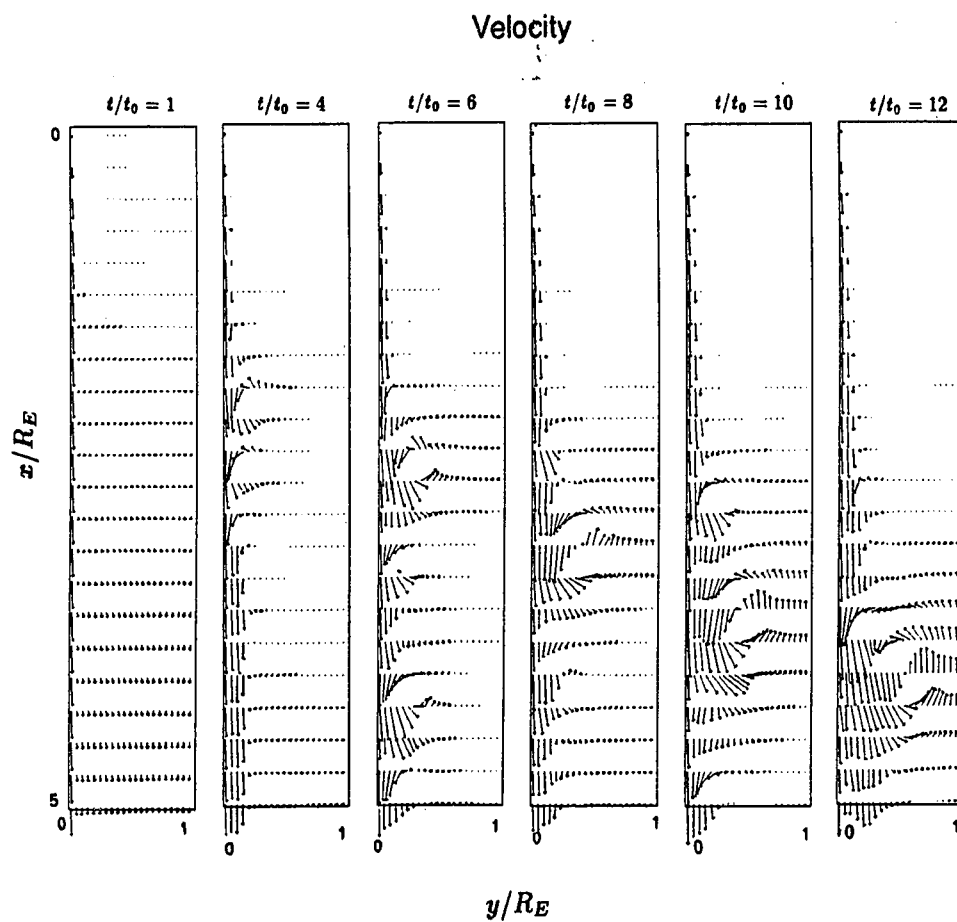 Velocity
t/t₀ = 1 t/t₀ = 4 t/t₀ = 6 t/t₀ = 8 t/t₀ = 10 t/t₀ = 12
0
x/R_E
5
0 1 0 1 0 1 0 1 0 1 0 1
y/R_E